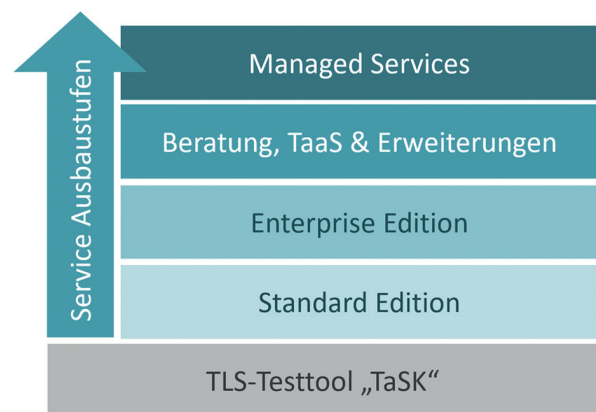 Service Ausbaustufen
Managed Services
Beratung, TaaS & Erweiterungen
Enterprise Edition
Standard Edition
TLS-Testtool „TaSK“